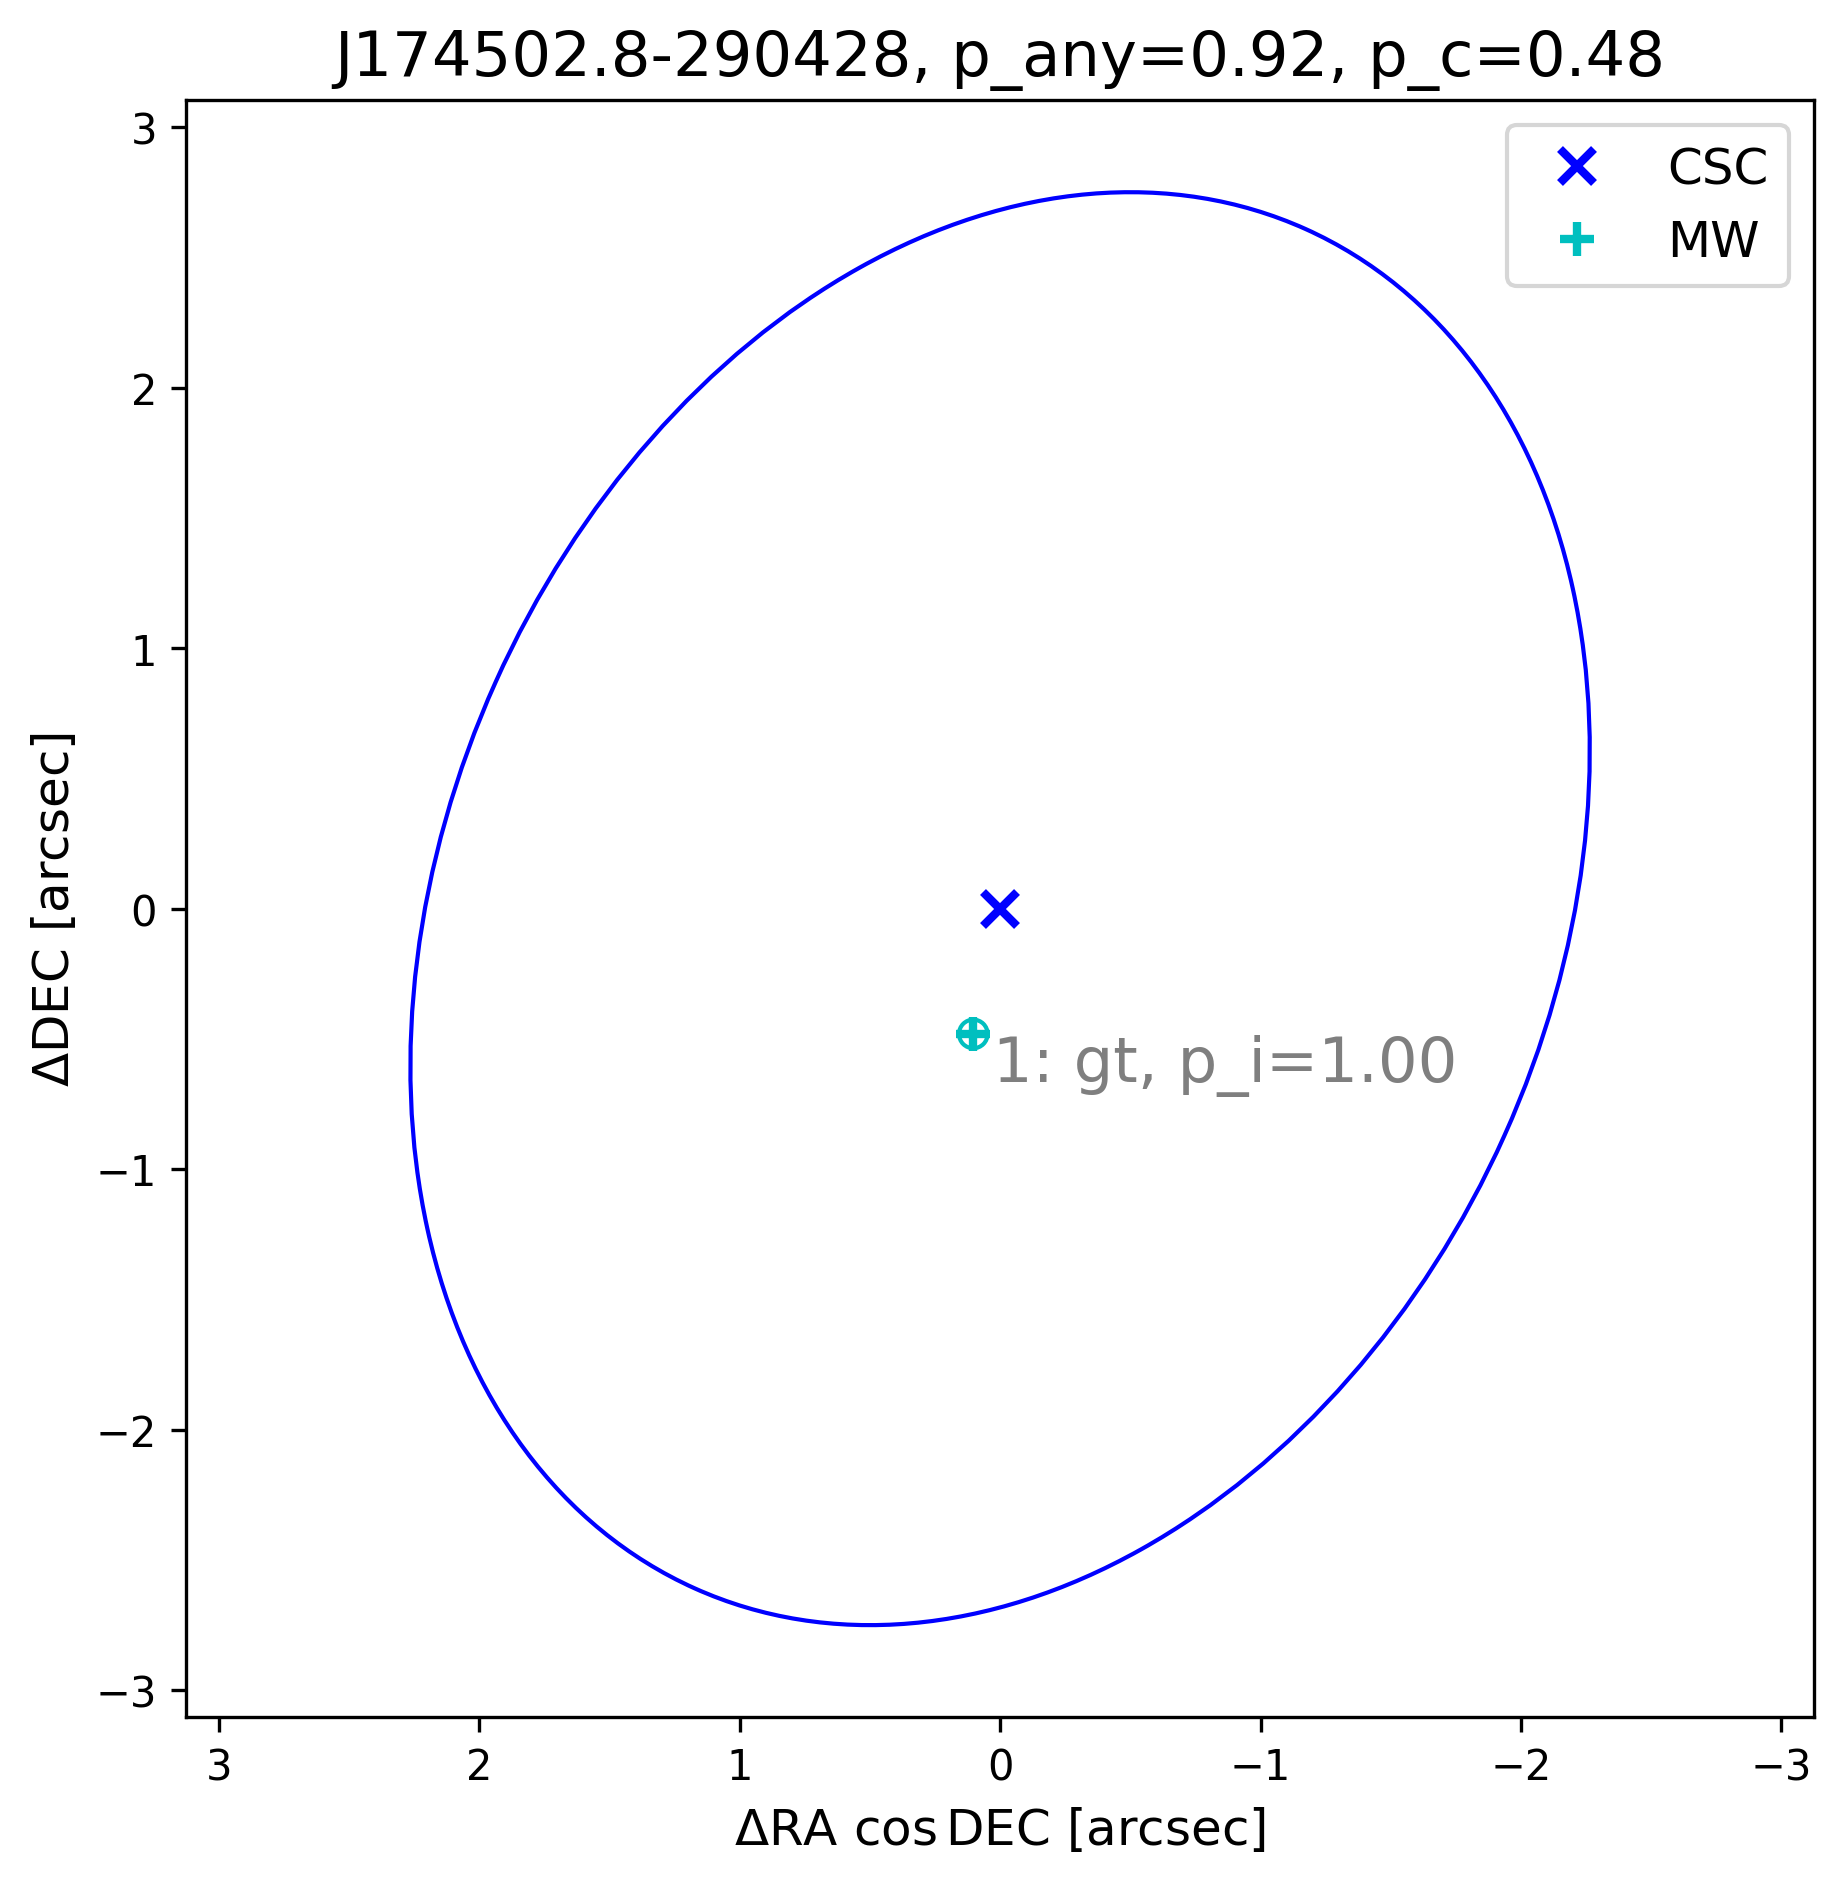 J174502.8-290428, p_any=0.92, p_c=0.48
CSC
MW
3
2
1
0
−1
−2
−3
ΔDEC [arcsec]
1: gt, p_i=1.00
3 2 1 0 −1 −2 −3
ΔRA cos DEC [arcsec]